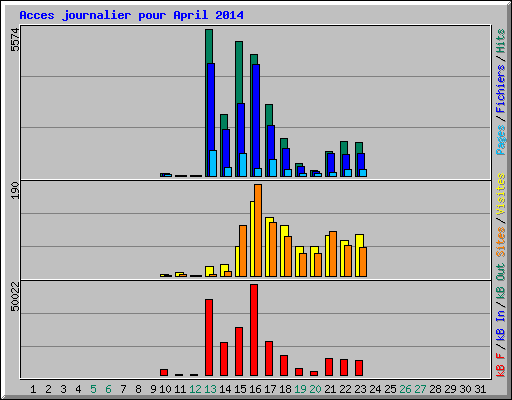 Acces journalier pour April 2014
5574
190
50022
Pages / Fichiers / Hits
Sites / Visites
kB F / kB In / kB Out
1 2 3 4 5 6 7 8 9 10 11 12 13 14 15 16 17 18 19 20 21 22 23 24 25 26 27 28 29 30 31